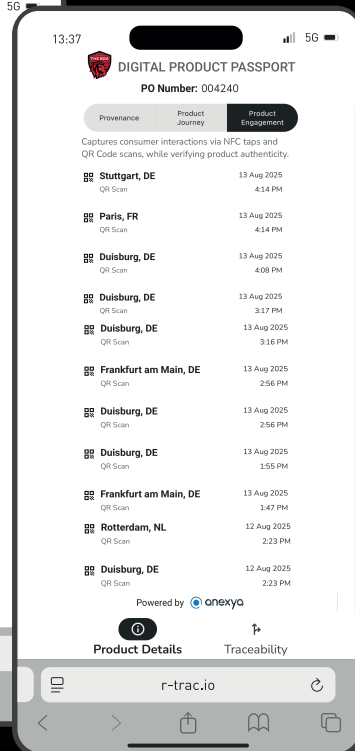 5G
13:37
5G
THE RED
DIGITAL PRODUCT PASSPORT
PO Number: 004240
Provenance
Product
Journey
Product
Engagement
Captures consumer interactions via NFC taps and
QR Code scans, while verifying product authenticity.
Stuttgart, DE 13 Aug 2025
QR Scan 4:14 PM
Paris, FR 13 Aug 2025
QR Scan 4:14 PM
Duisburg, DE 13 Aug 2025
QR Scan 4:08 PM
Duisburg, DE 13 Aug 2025
QR Scan 3:17 PM
Duisburg, DE 13 Aug 2025
QR Scan 3:16 PM
Frankfurt am Main, DE 13 Aug 2025
QR Scan 2:56 PM
Duisburg, DE 13 Aug 2025
QR Scan 2:56 PM
Duisburg, DE 13 Aug 2025
QR Scan 1:55 PM
Frankfurt am Main, DE 13 Aug 2025
QR Scan 1:47 PM
Rotterdam, NL 12 Aug 2025
QR Scan 2:23 PM
Duisburg, DE 12 Aug 2025
QR Scan 2:23 PM
Powered by anexya
Product Details Traceability
r-trac.io